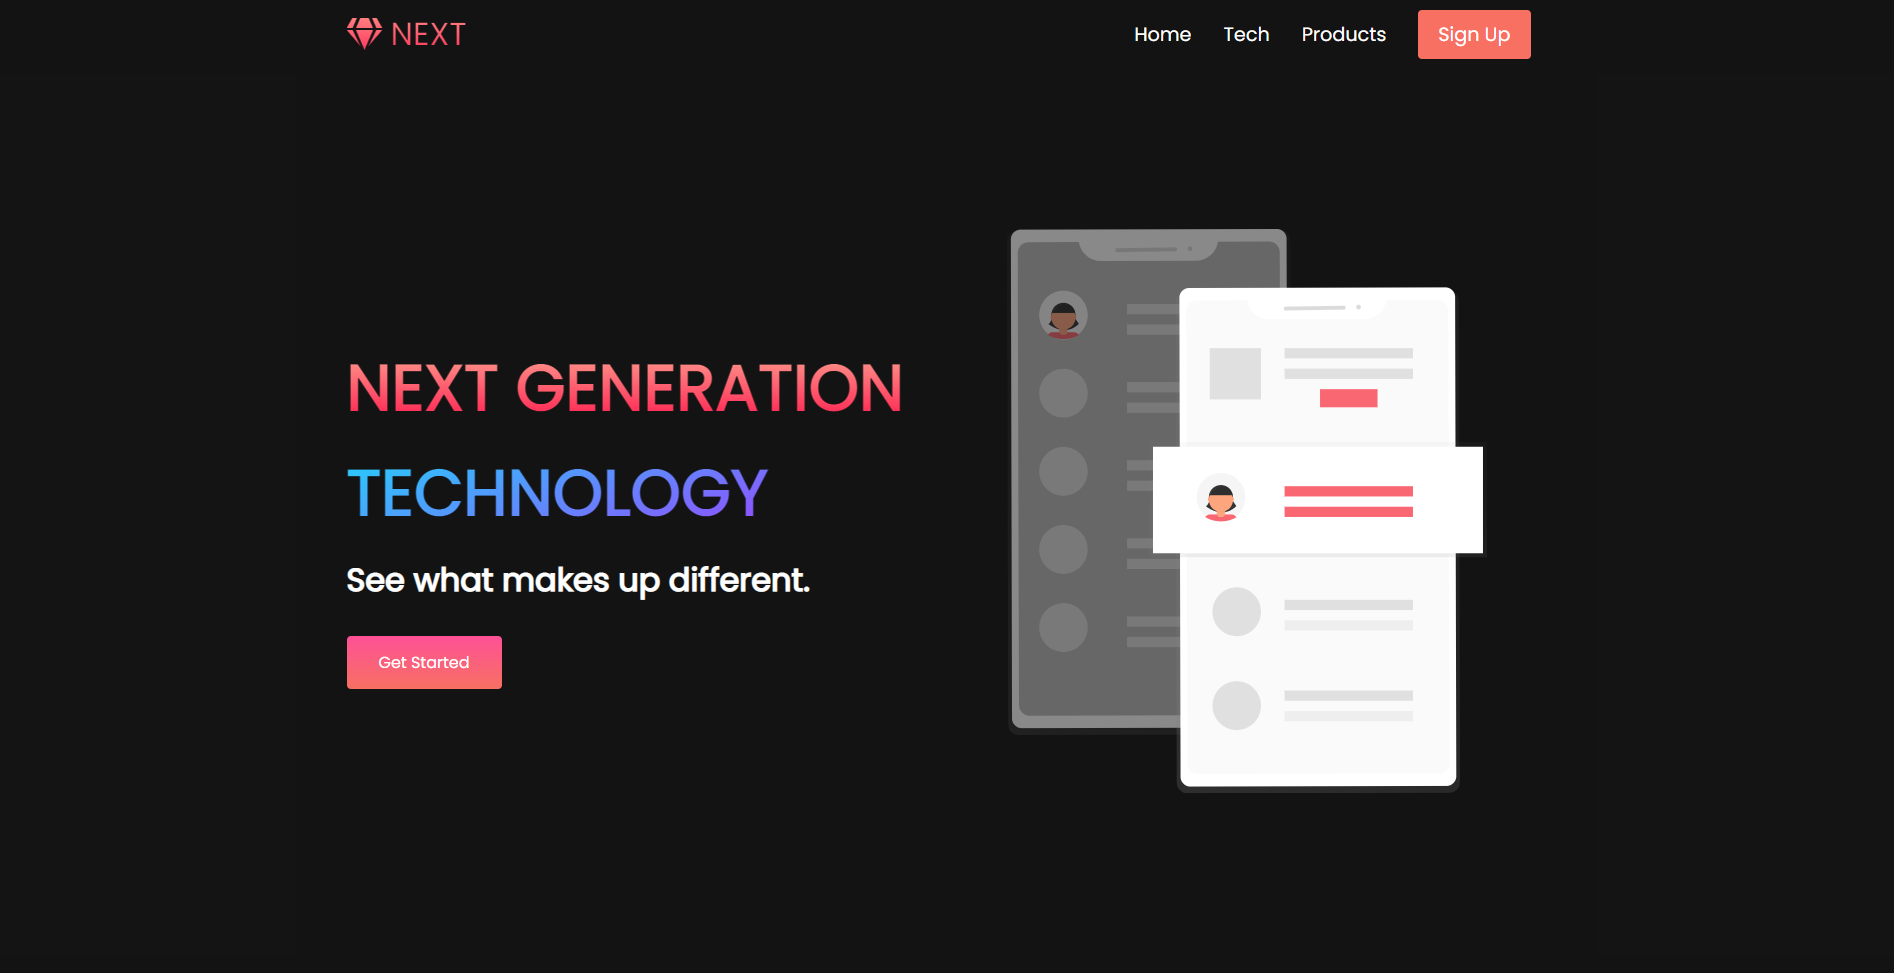 NEXT
Home
Tech
Products
Sign Up
NEXT GENERATION
TECHNOLOGY
See what makes up different.
Get Started